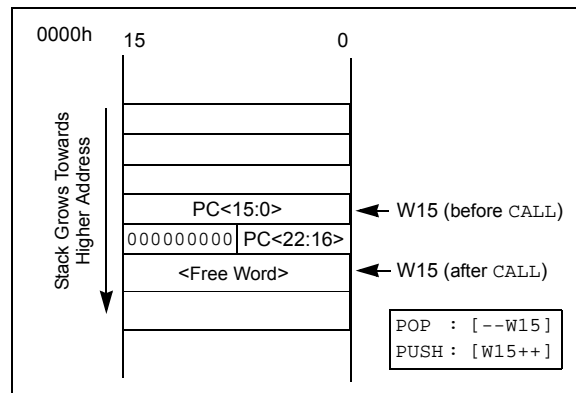 0000h
15 0
Stack Grows Towards
Higher Address
PC<15:0>
W15 (before CALL)
000000000 PC<22:16>
<Free Word>
W15 (after CALL)
POP : [--W15]
PUSH : [W15++]